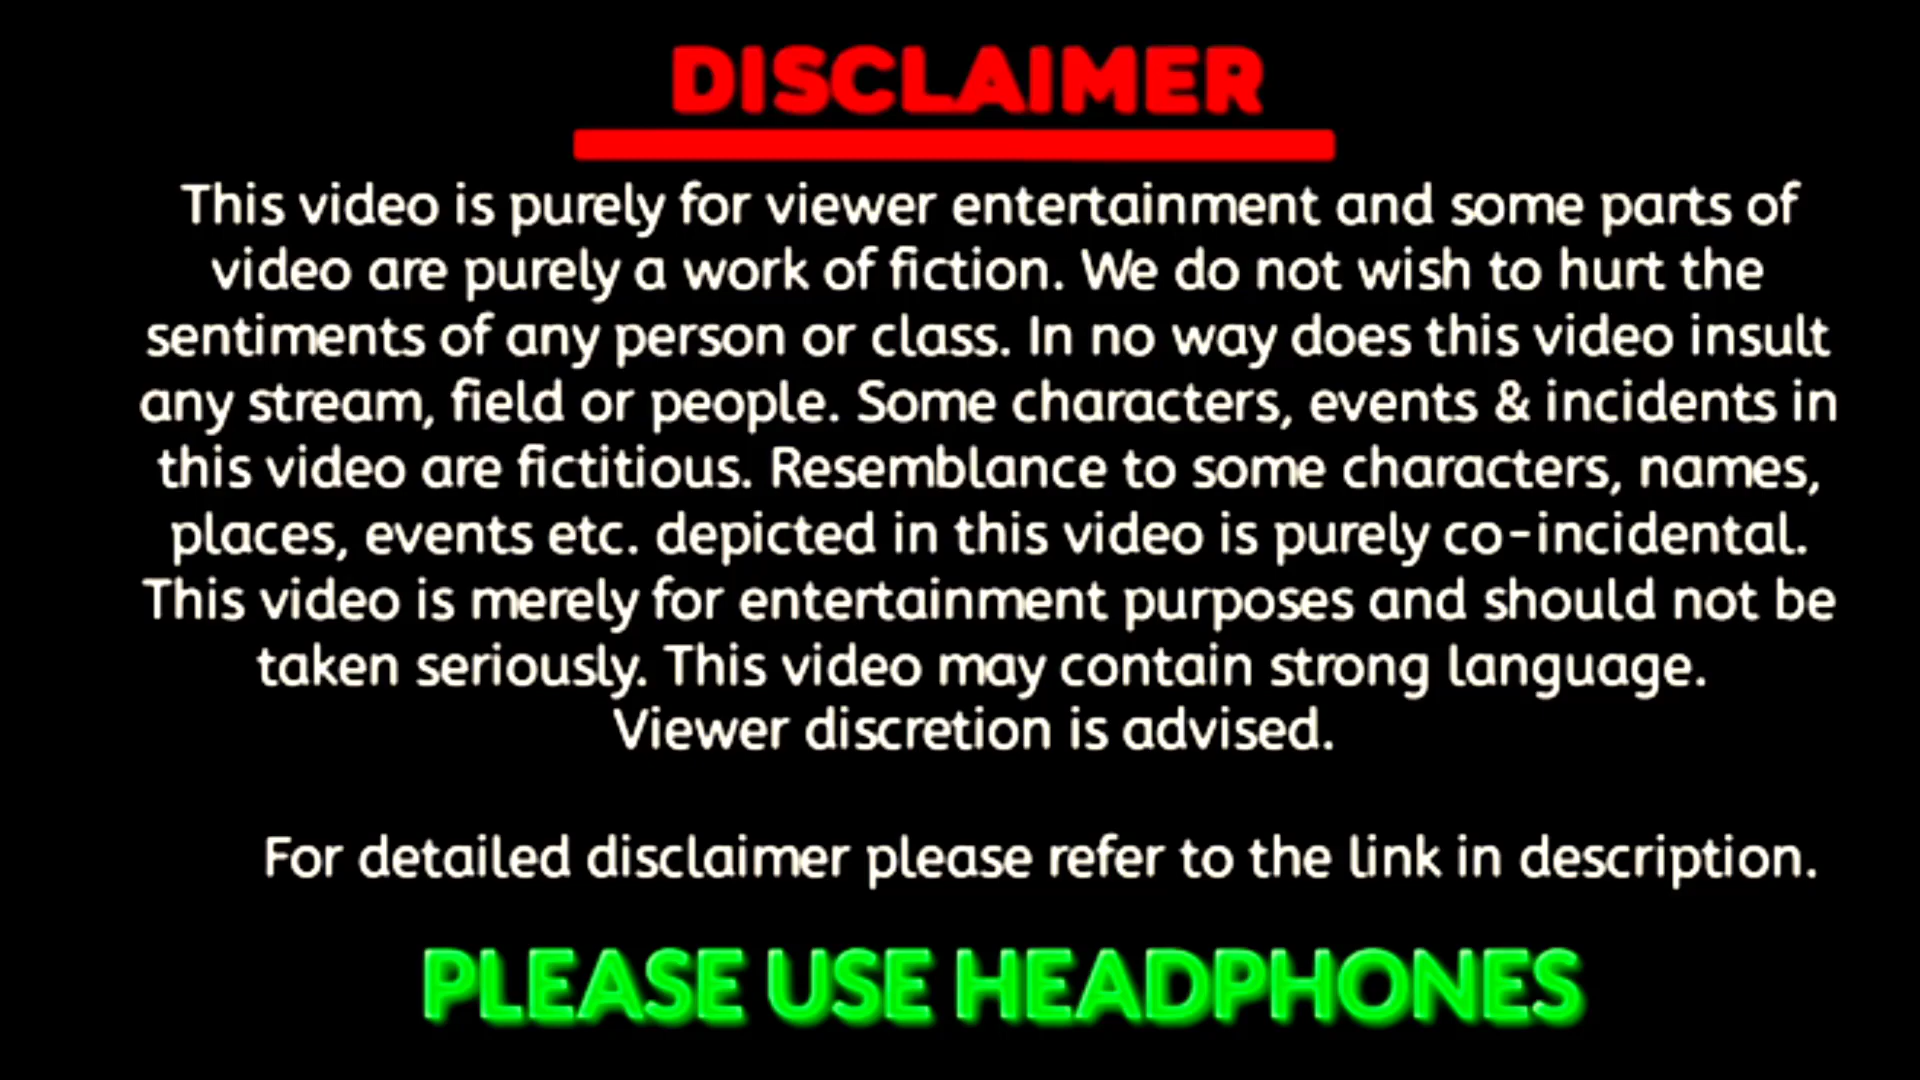 DISCLAIMER
This video is purely for viewer entertainment and some parts of
video are purely a work of fiction. We do not wish to hurt the
sentiments of any person or class. In no way does this video insult
any stream, field or people. Some characters, events & incidents in
this video are fictitious. Resemblance to some characters, names,
places, events etc. depicted in this video is purely co-incidental.
This video is merely for entertainment purposes and should not be
taken seriously. This video may contain strong language.
Viewer discretion is advised.
For detailed disclaimer please refer to the link in description.
PLEASE USE HEADPHONES